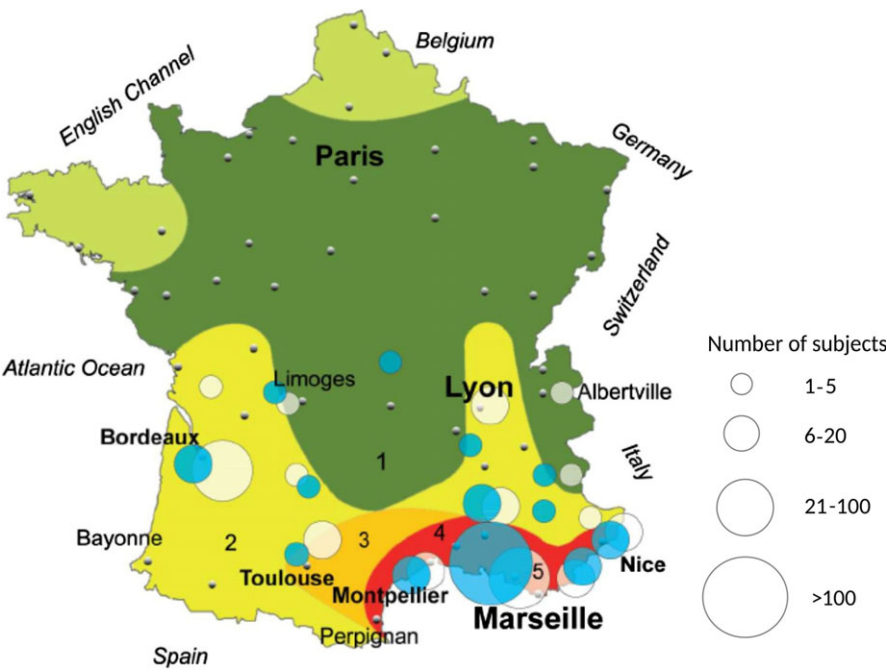 Belgium
English Channel
Paris
Germany
Switzerland
Atlantic Ocean
Limoges
Lyon
Albertville
Bordeaux
1
Italy
Bayonne
2
3
4
5
Toulouse
Montpellier
Nice
Marseille
Perpignan
Spain
Number of subjects
1-5
6-20
21-100
>100